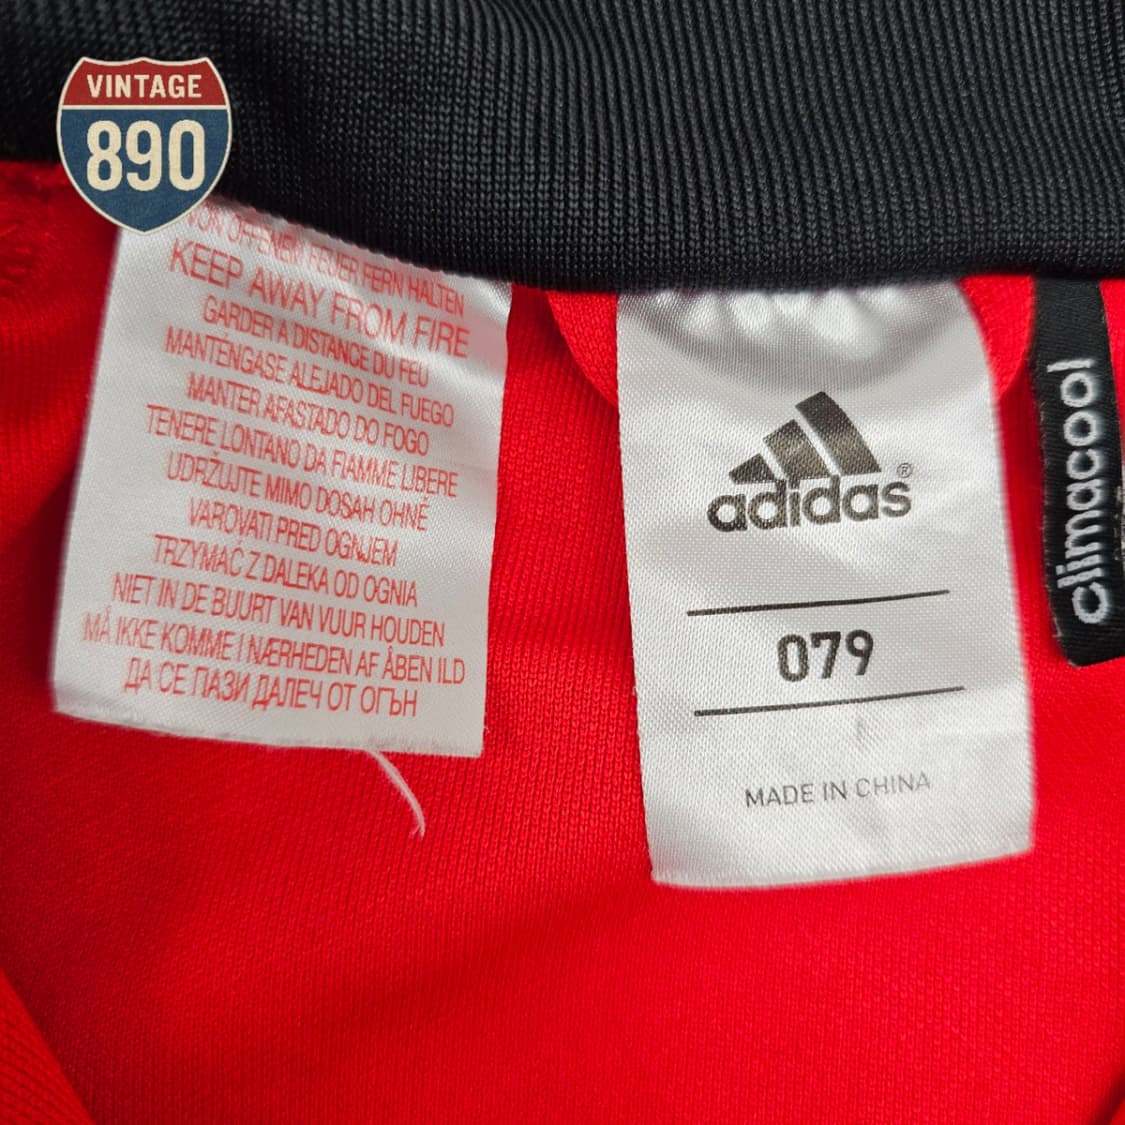 VINTAGE
890
VON OFFENEM FEUER FERN HALTEN
KEEP AWAY FROM FIRE
GARDER A DISTANCE DU FEU
MANTÉNGASE ALEJADO DEL FUEGO
MANTER AFASTADO DO FOGO
TENERE LONTANO DA FIAMME LIBERE
UDRŽUJTE MIMO DOSAH OHNĚ
VAROVATI PRED OGNJEM
TRZYMAĆ Z DALEKA OD OGNIA
NIET IN DE BUURT VAN VUUR HOUDEN
MÅ IKKE KOMME I NÆRHEDEN AF ÅBEN ILD
ДА СЕ ПАЗИ ДАЛЕЧ ОТ ОГЪН
adidas®
079
MADE IN CHINA
climacool